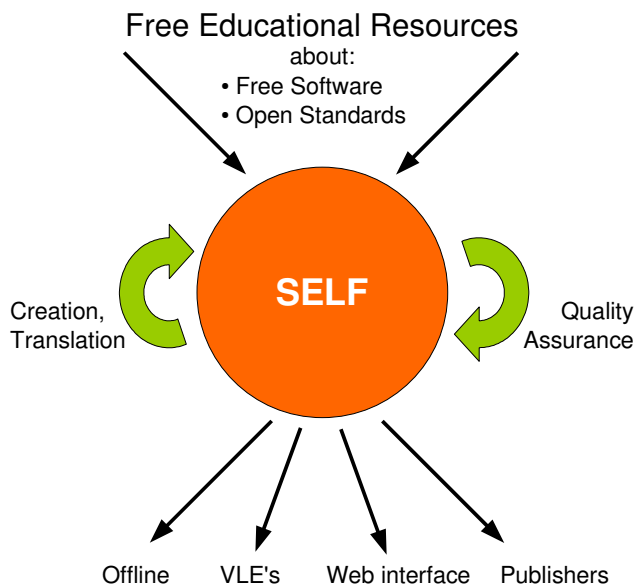 Free Educational Resources
about:
• Free Software
• Open Standards
SELF
Creation,
Translation
Quality
Assurance
Offline
VLE's
Web interface
Publishers